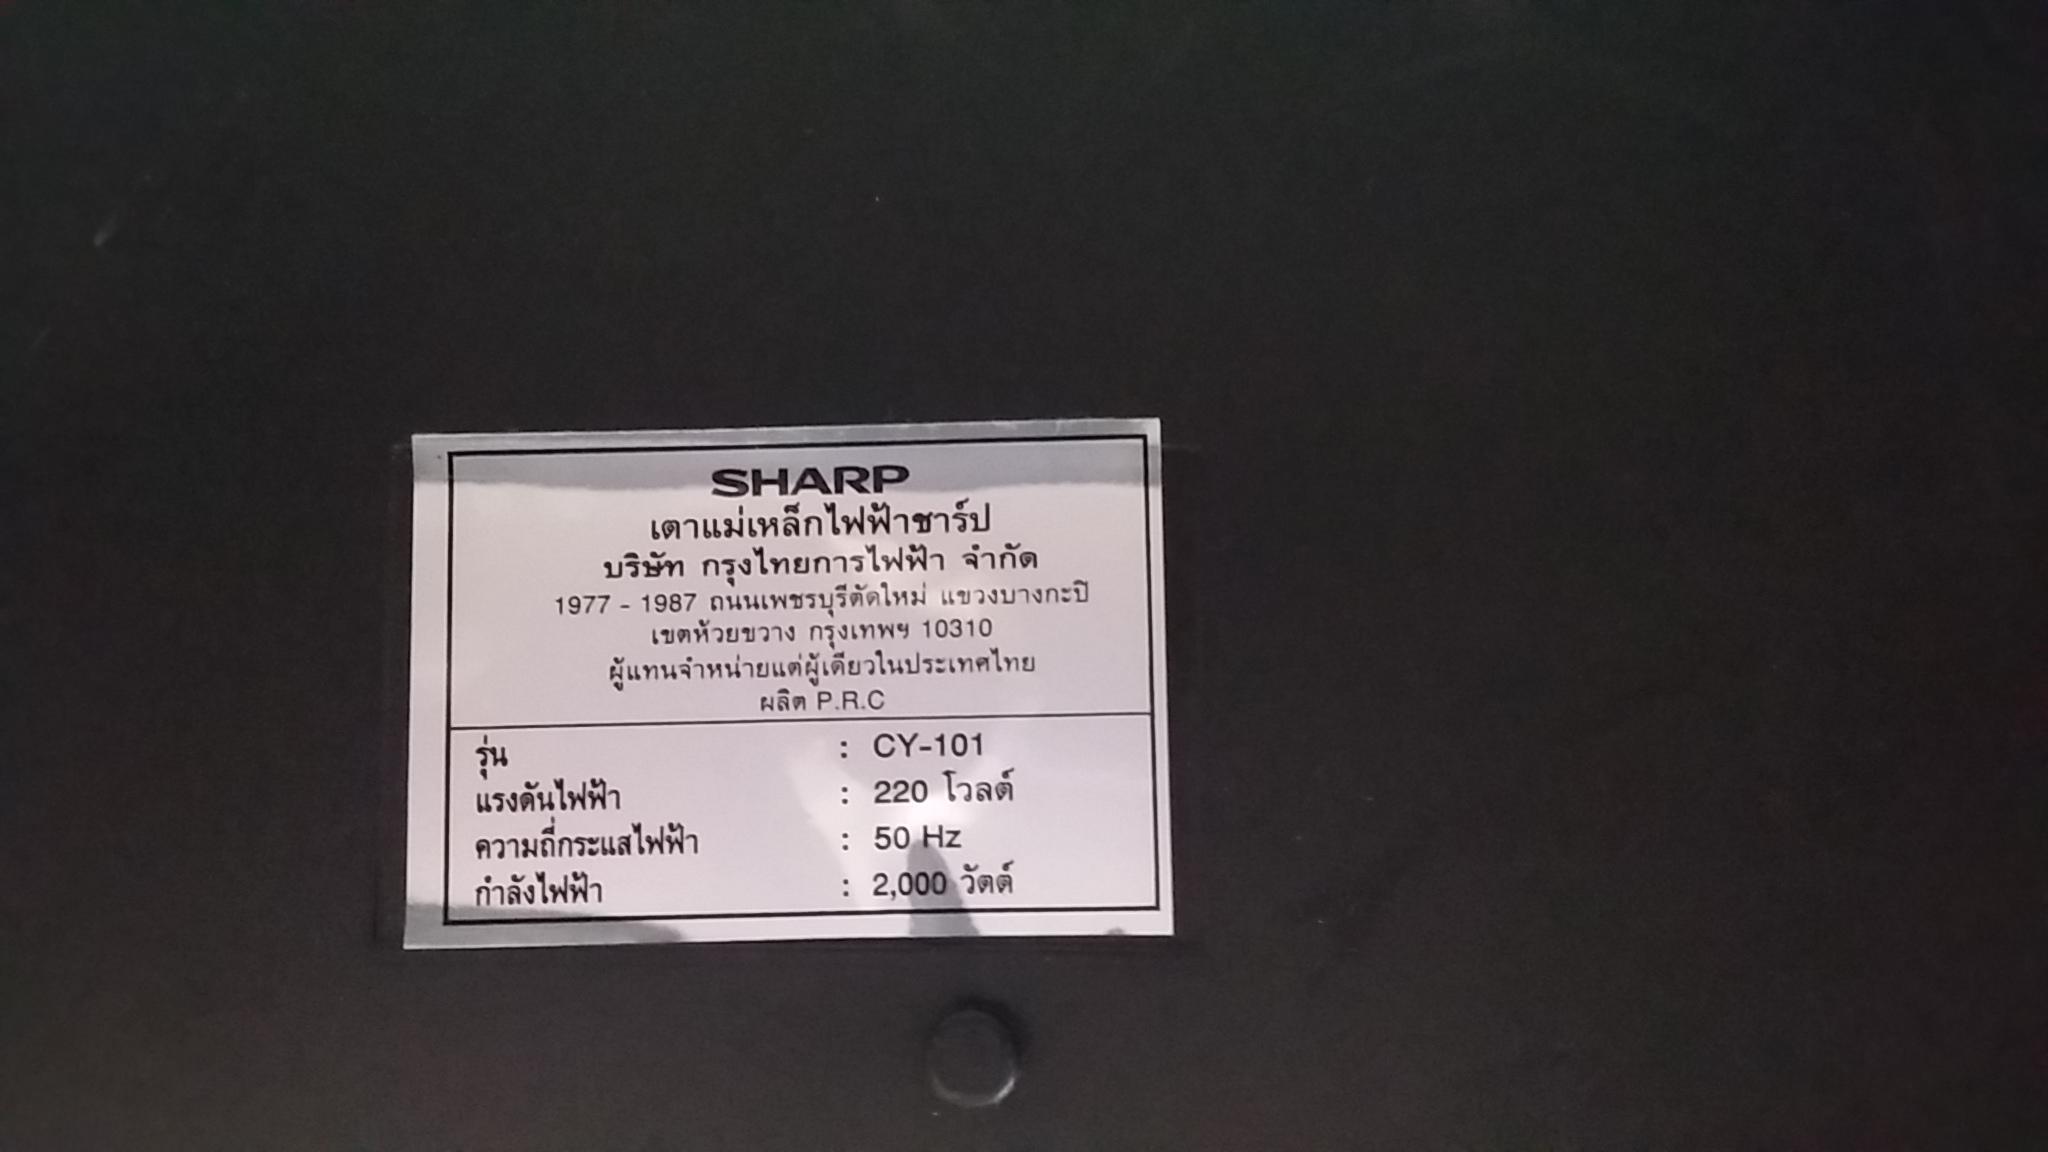 SHARP
เตาแม่เหล็กไฟฟ้าชาร์ป
บริษัท กรุงไทยการไฟฟ้า จำกัด
1977 - 1987 ถนนเพชรบุรีตัดใหม่ แขวงบางกะปิ
เขตห้วยขวาง กรุงเทพฯ 10310
ผู้แทนจำหน่ายแต่ผู้เดียวในประเทศไทย
ผลิต P.R.C
รุ่น : CY-101
แรงดันไฟฟ้า : 220 โวลต์
ความถี่กระแสไฟฟ้า : 50 Hz
กำลังไฟฟ้า : 2,000 วัตต์